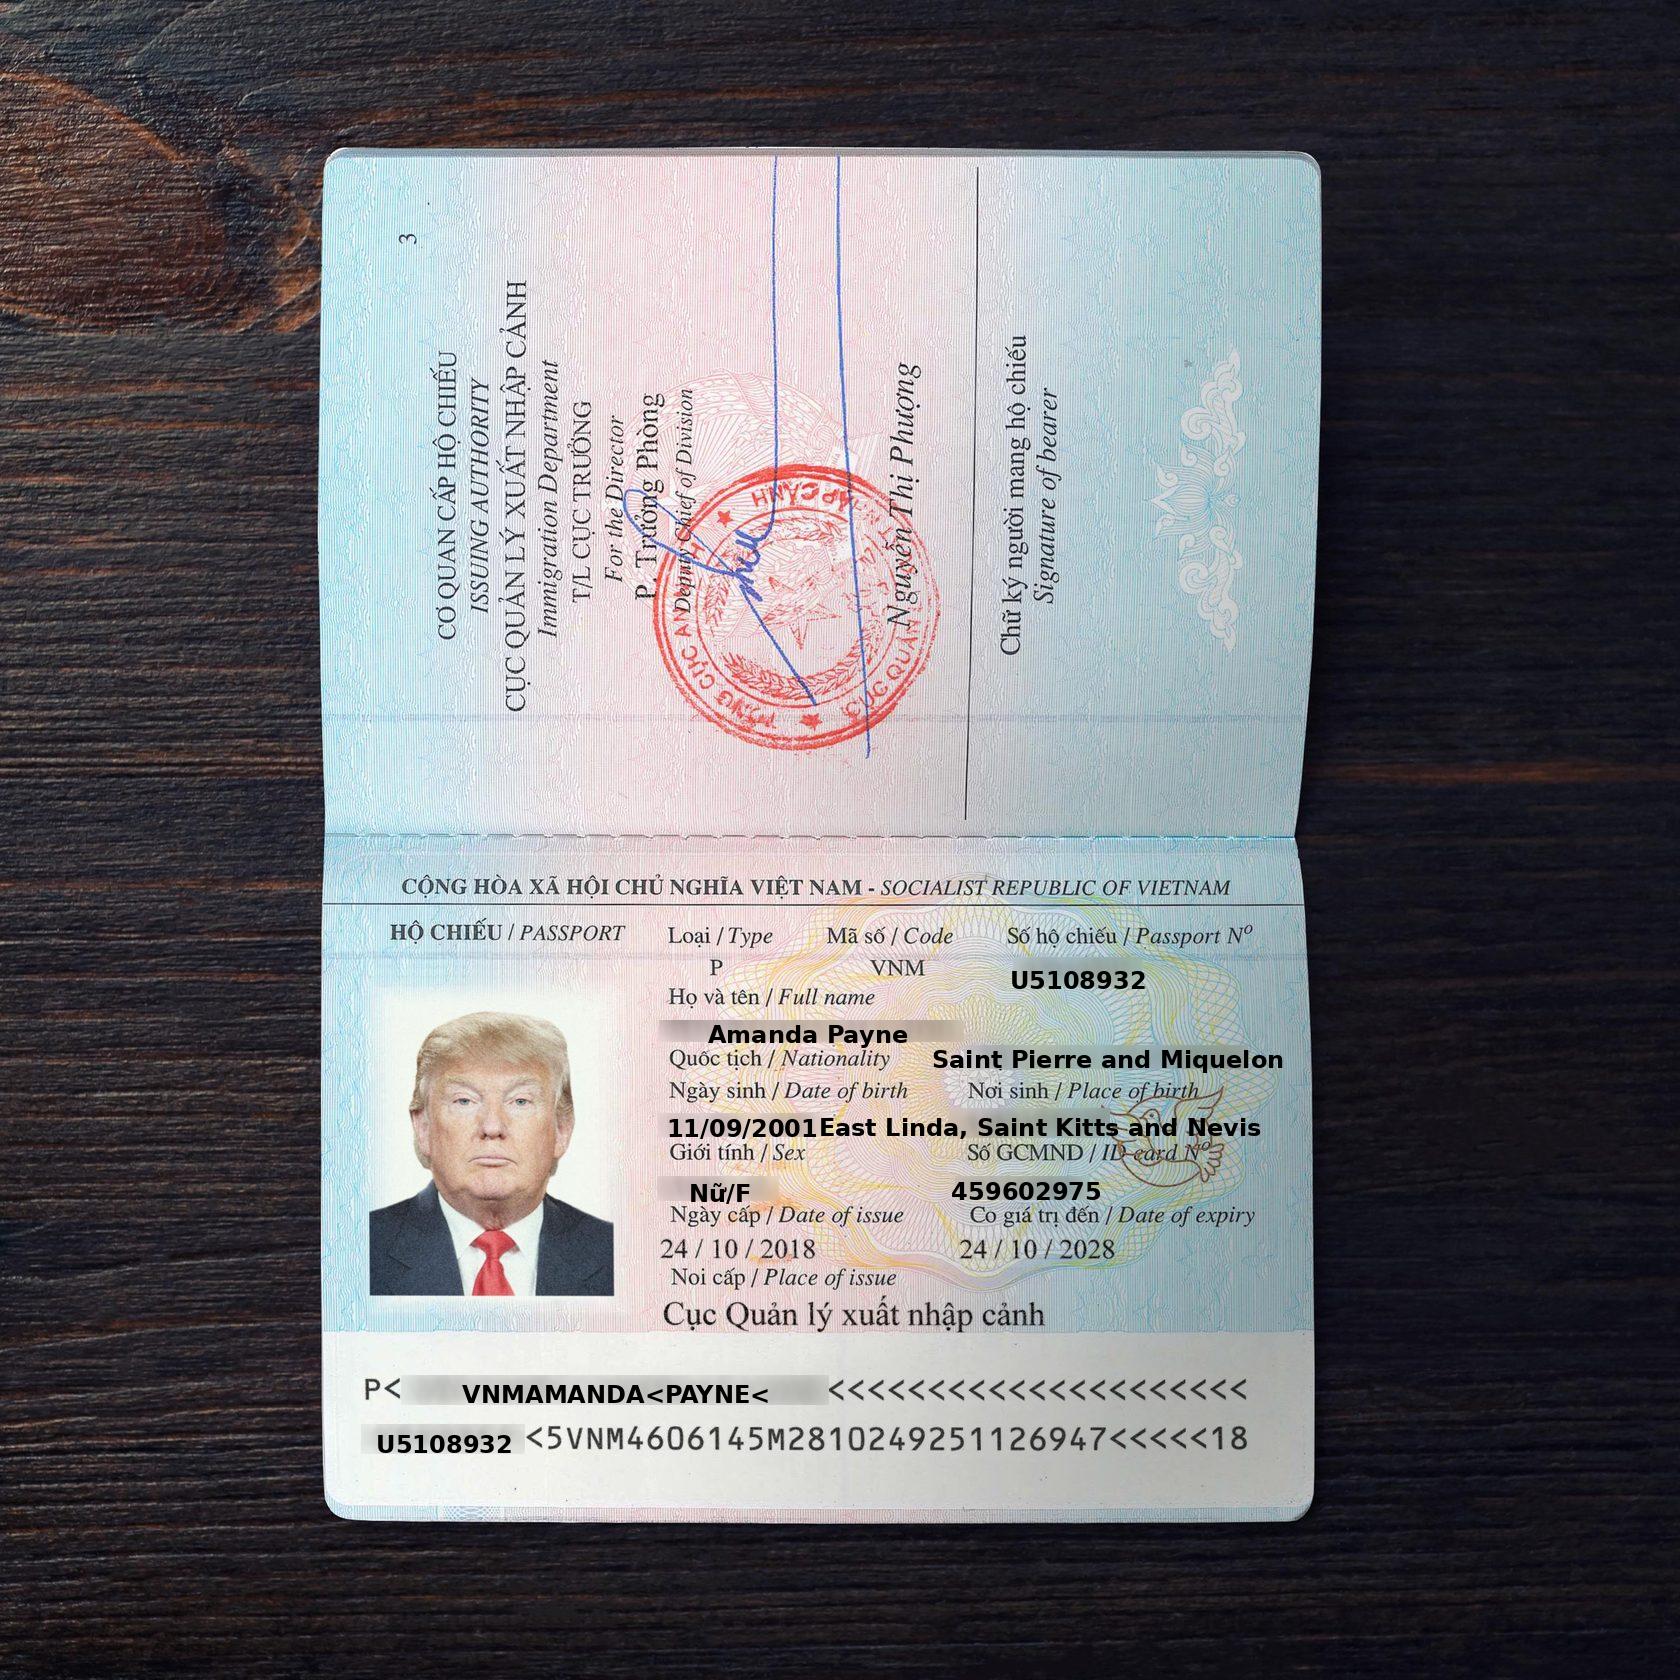 3
CƠ QUAN CẤP HỘ CHIẾU
ISSUING AUTHORITY
CỤC QUẢN LÝ XUẤT NHẬP CẢNH
Immigration Department
T/L CỤC TRƯỞNG
For the Director
P. Trưởng Phòng
Deputy Chief of Division
Nguyễn Thị Phượng
Chữ ký người mang hộ chiếu
Signature of bearer
CỘNG HÒA XÃ HỘI CHỦ NGHĨA VIỆT NAM - SOCIALIST REPUBLIC OF VIETNAM
HỘ CHIẾU / PASSPORT
Loại / Type Mã số / Code Số hộ chiếu / Passport Nº
P VNM U5108932
Họ và tên / Full name
Amanda Payne
Quốc tịch / Nationality Saint Pierre and Miquelon
Ngày sinh / Date of birth Nơi sinh / Place of birth
11/09/2001 East Linda, Saint Kitts and Nevis
Giới tính / Sex Số GCMND / ID card Nº
Nữ/F 459602975
Ngày cấp / Date of issue Có giá trị đến / Date of expiry
24 / 10 / 2018 24 / 10 / 2028
Noi cấp / Place of issue
Cục Quản lý xuất nhập cảnh
P< VNMAMANDA<PAYNE< <<<<<<<<<<<<<<<<<<<<<
U5108932 <5VNM4606145M2810249251126947<<<<<18